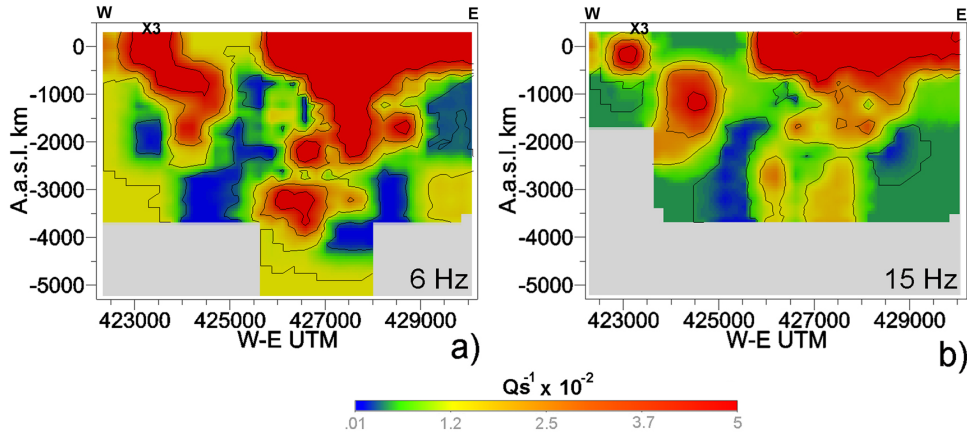 W E
X3
0
-1000
-2000
-3000
-4000
-5000
A.a.s.l. km
6 Hz
423000 425000 427000 429000
W-E UTM
a)
W E
X3
0
-1000
-2000
-3000
-4000
-5000
A.a.s.l. km
15 Hz
423000 425000 427000 429000
W-E UTM
b)
Qs⁻¹ x 10⁻²
.01 1.2 2.5 3.7 5